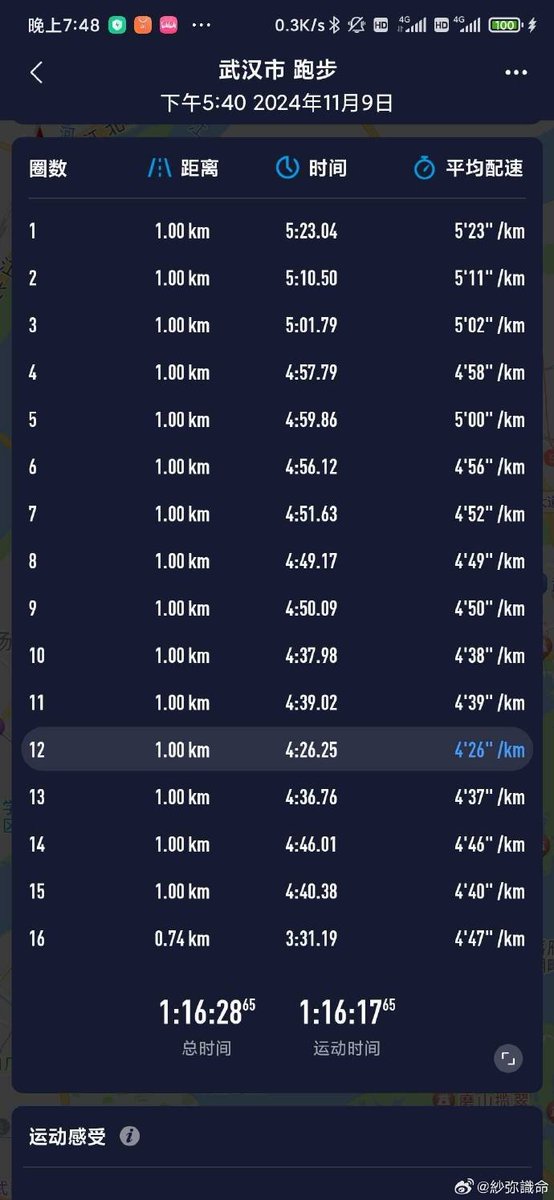 晚上7:48 ··· 0.3K/s HD 4G HD 4G 100
武汉市 跑步
下午5:40 2024年11月9日
圈数 距离 时间 平均配速
1 1.00 km 5:23.04 5'23" /km
2 1.00 km 5:10.50 5'11" /km
3 1.00 km 5:01.79 5'02" /km
4 1.00 km 4:57.79 4'58" /km
5 1.00 km 4:59.86 5'00" /km
6 1.00 km 4:56.12 4'56" /km
7 1.00 km 4:51.63 4'52" /km
8 1.00 km 4:49.17 4'49" /km
9 1.00 km 4:50.09 4'50" /km
10 1.00 km 4:37.98 4'38" /km
11 1.00 km 4:39.02 4'39" /km
12 1.00 km 4:26.25 4'26" /km
13 1.00 km 4:36.76 4'37" /km
14 1.00 km 4:46.01 4'46" /km
15 1.00 km 4:40.38 4'40" /km
16 0.74 km 3:31.19 4'47" /km
1:16:28⁶⁵ 1:16:17⁶⁵
总时间 运动时间
磨山揽翠
运动感受 i
@紗弥識命